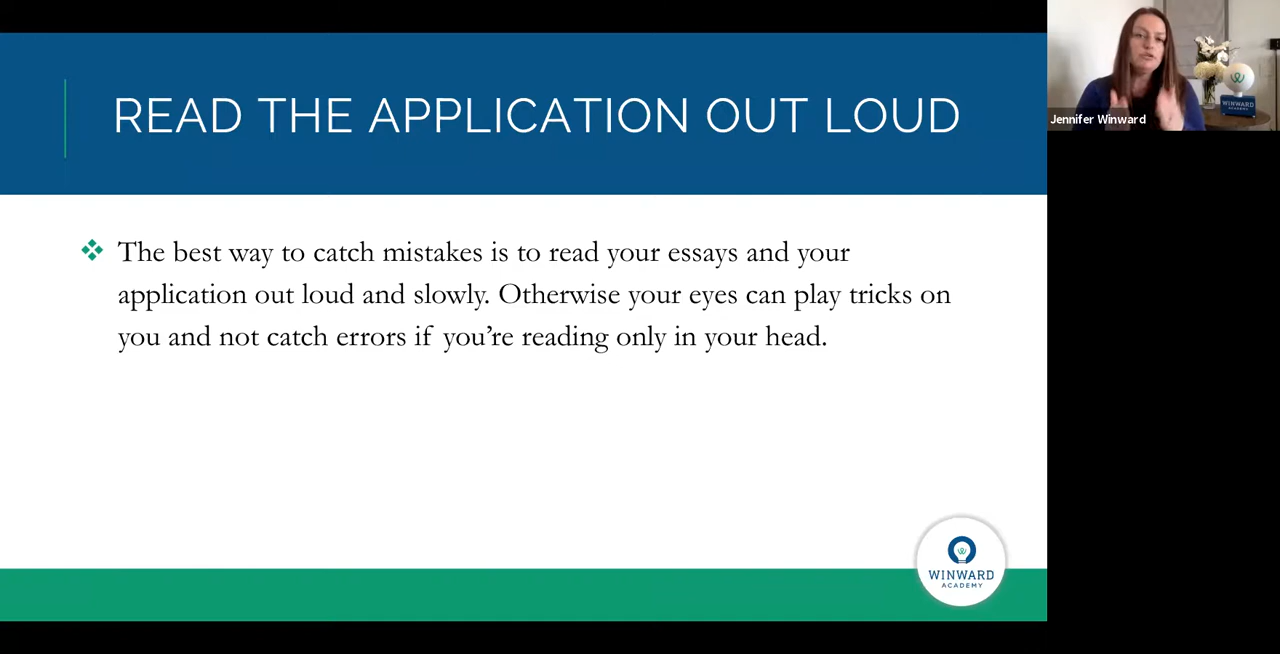 READ THE APPLICATION OUT LOUD
The best way to catch mistakes is to read your essays and your
application out loud and slowly. Otherwise your eyes can play tricks on
you and not catch errors if you’re reading only in your head.
WINWARD
ACADEMY
Jennifer Winward
WINWARD
ACADEMY